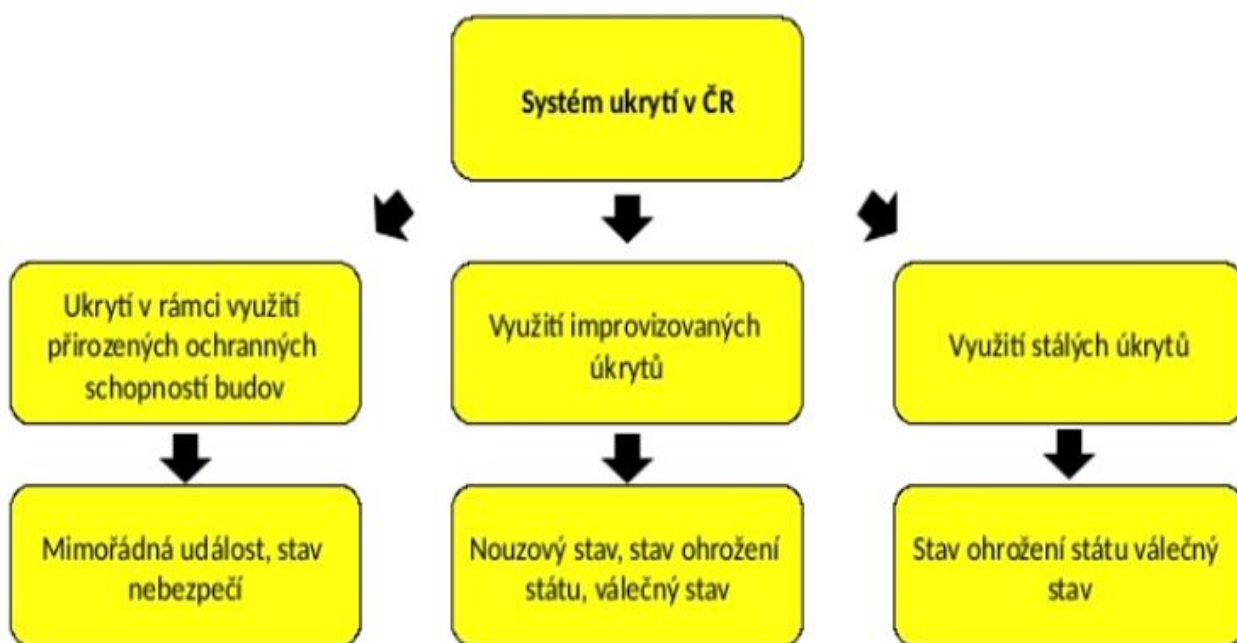 Systém ukrytí v ČR
Ukrytí v rámci využití
přirozených ochranných
schopností budov
Využití improvizovaných
úkrytů
Využití stálých úkrytů
Mimořádná událost, stav
nebezpečí
Nouzový stav, stav ohrožení
státu, válečný stav
Stav ohrožení státu válečný
stav